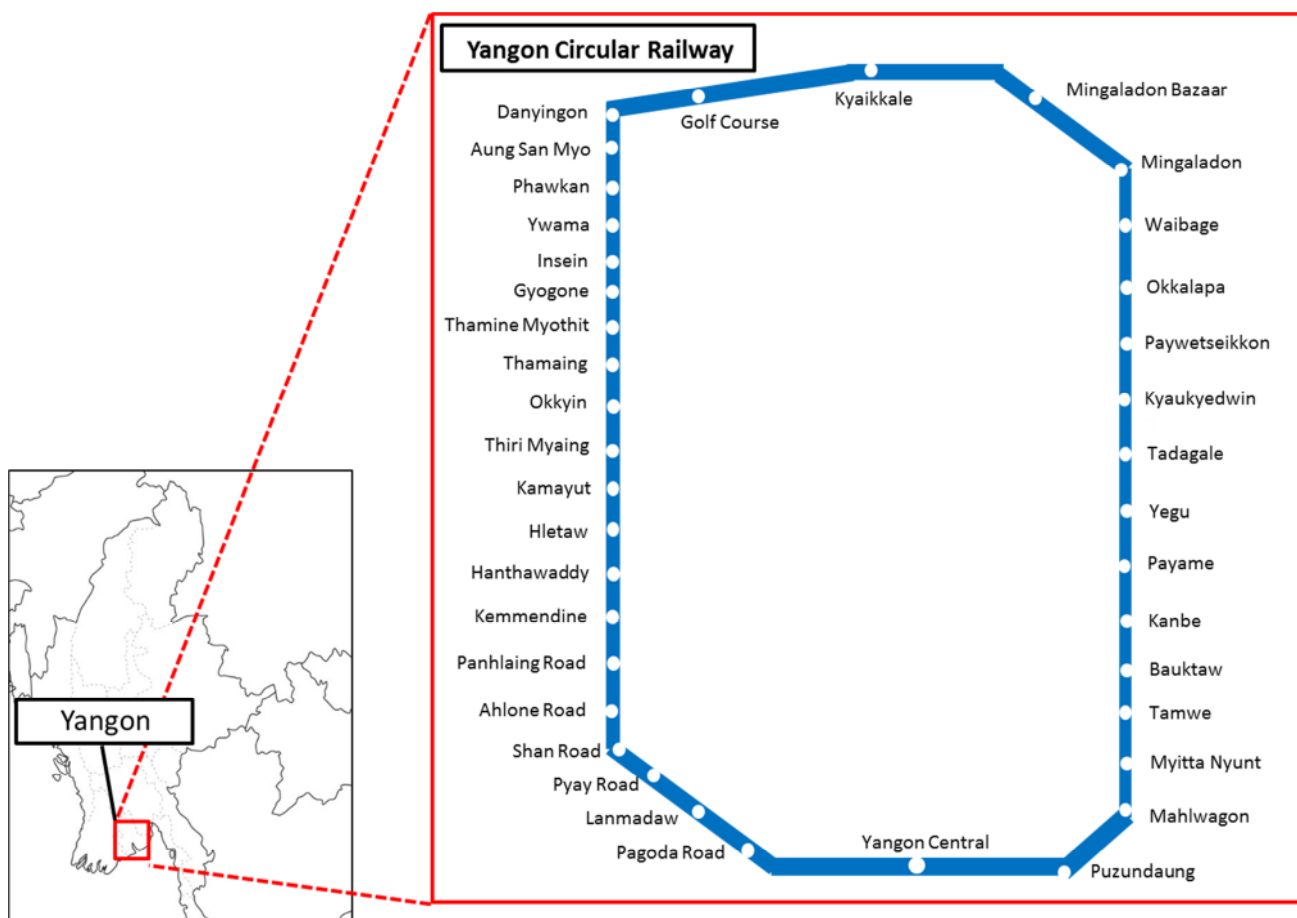 Yangon Circular Railway
Kyaikkale
Mingaladon Bazaar
Golf Course
Danyingon
Aung San Myo
Phawkan
Ywama
Insein
Gyogone
Thamine Myothit
Thamaing
Okkyin
Thiri Myaing
Kamayut
Hletaw
Hanthawaddy
Kemmendine
Panhlaing Road
Ahlone Road
Shan Road
Pyay Road
Lanmadaw
Pagoda Road
Yangon Central
Puzundaung
Mingaladon
Waibage
Okkalapa
Paywetseikkon
Kyaukyedwin
Tadagale
Yegu
Payame
Kanbe
Bauktaw
Tamwe
Myitta Nyunt
Mahlwagon
Yangon